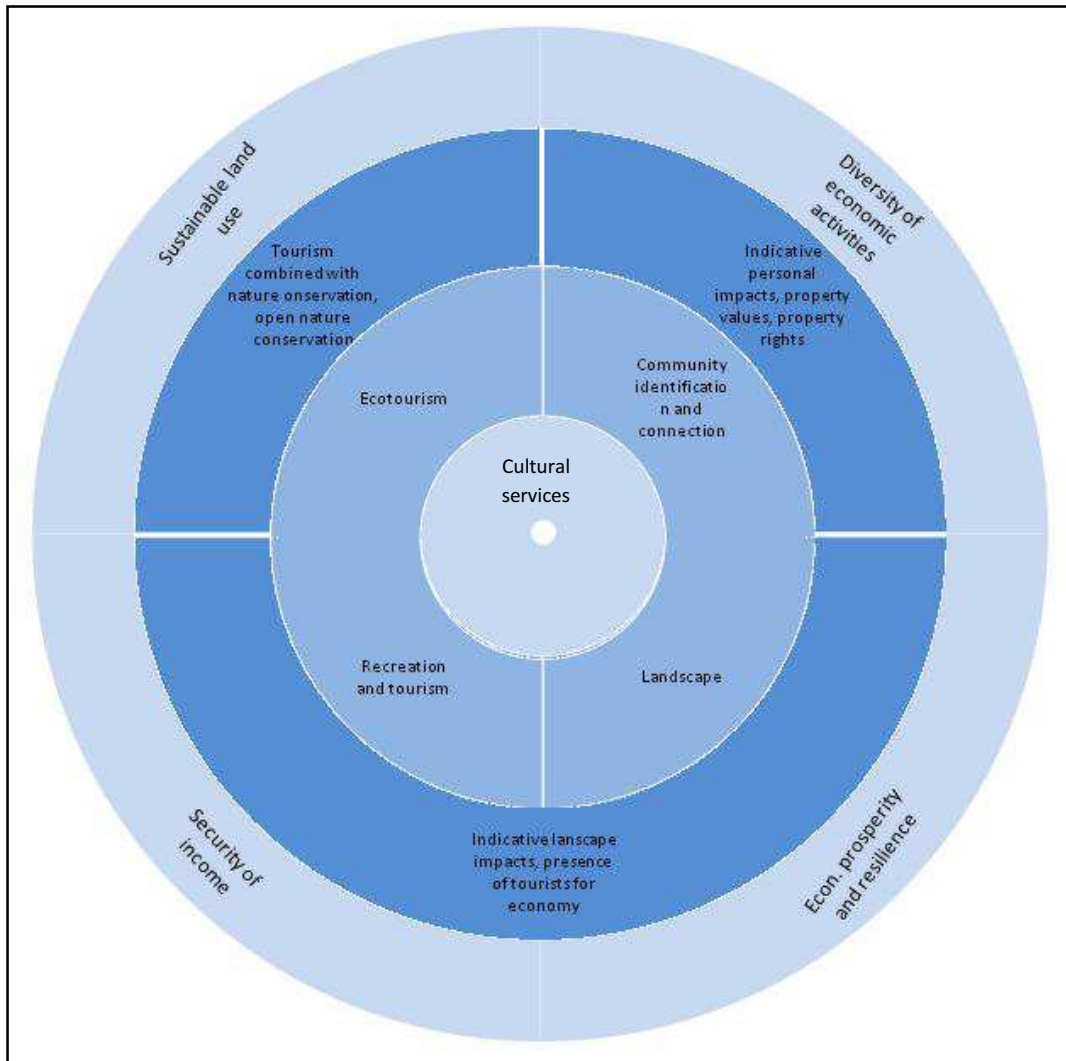 Sustainable land
use
Diversity of
economic
activities
Tourism
combined with
nature onservation,
open nature
conservation
Indicative
personal
impacts, property
values, property
rights
Ecotourism
Community
identificatio
n and
connection
Cultural
services
Recreation
and tourism
Landscape
Security of
income
Indicative lanscape
impacts, presence
of tourists for
economy
Econ. prosperity
and resilience